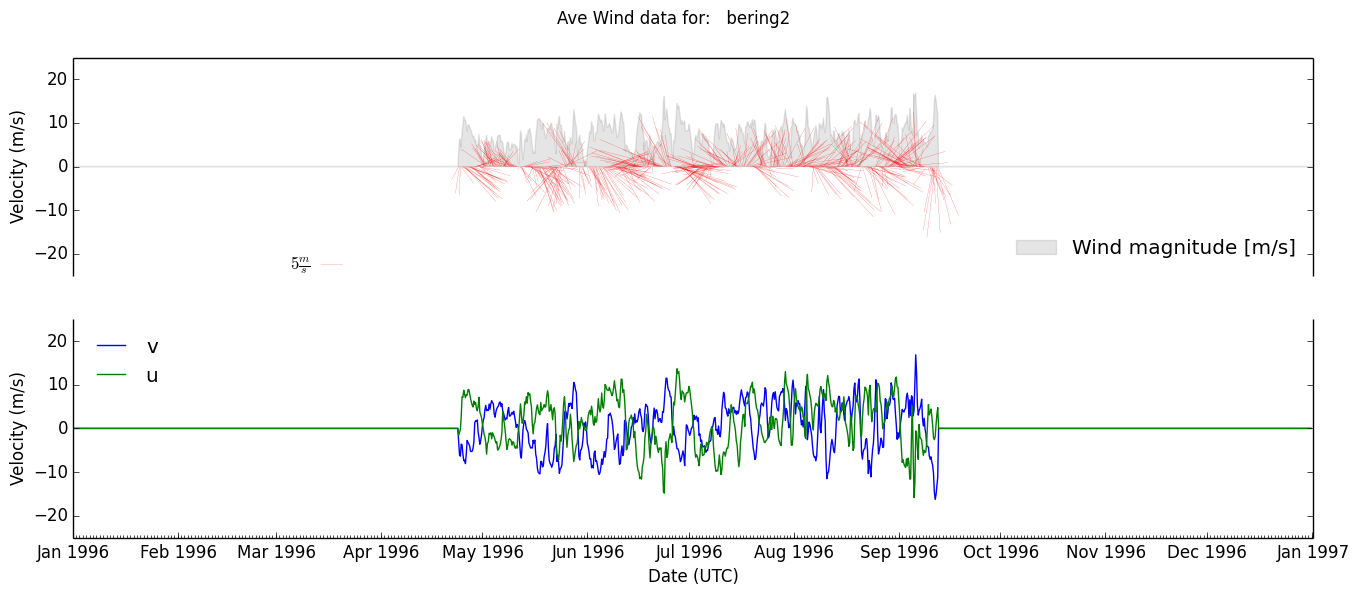 Ave Wind data for: bering2
Velocity (m/s)
20
10
0
−10
−20
5 m/s
Wind magnitude [m/s]
Velocity (m/s)
20
10
0
−10
−20
v
u
Jan 1996 Feb 1996 Mar 1996 Apr 1996 May 1996 Jun 1996 Jul 1996 Aug 1996 Sep 1996 Oct 1996 Nov 1996 Dec 1996 Jan 1997
Date (UTC)